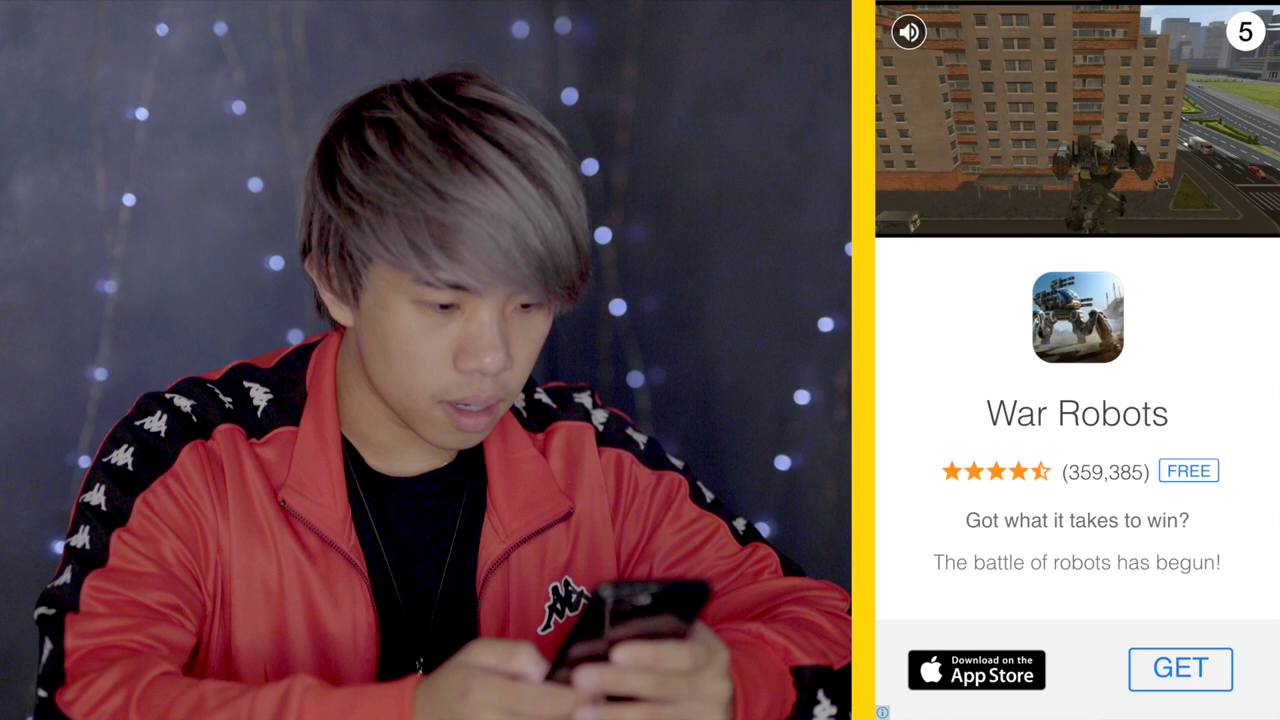 5
War Robots
(359,385) FREE
Got what it takes to win?
The battle of robots has begun!
Download on the
App Store
GET